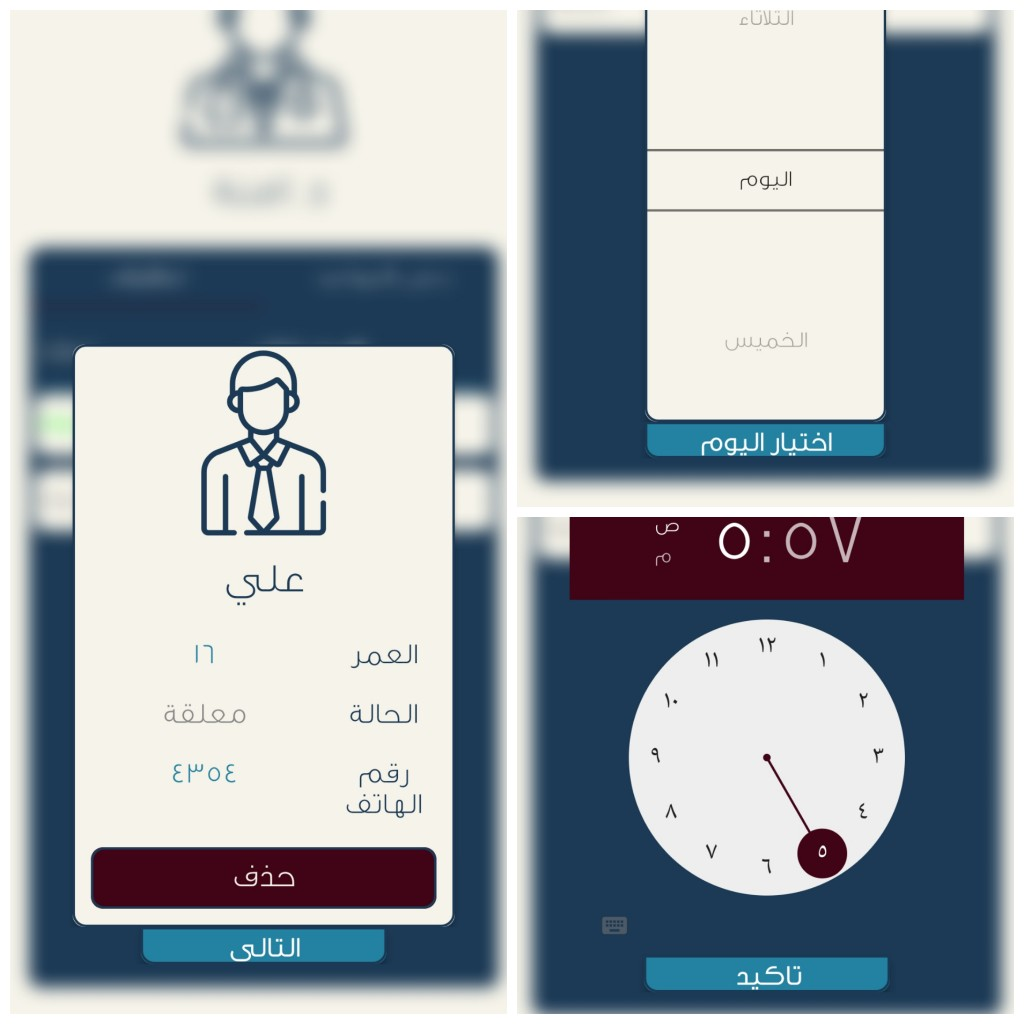 علي
العمر ١٦
الحالة معلقة
رقم الهاتف ٤٣٥٤
حذف
التالي
الثلاثاء
اليوم
الخميس
اختيار اليوم
٥:٥٧
ص
م
١٢
١
٢
٣
٤
٥
٦
٧
٨
٩
١٠
١١
تاكيد